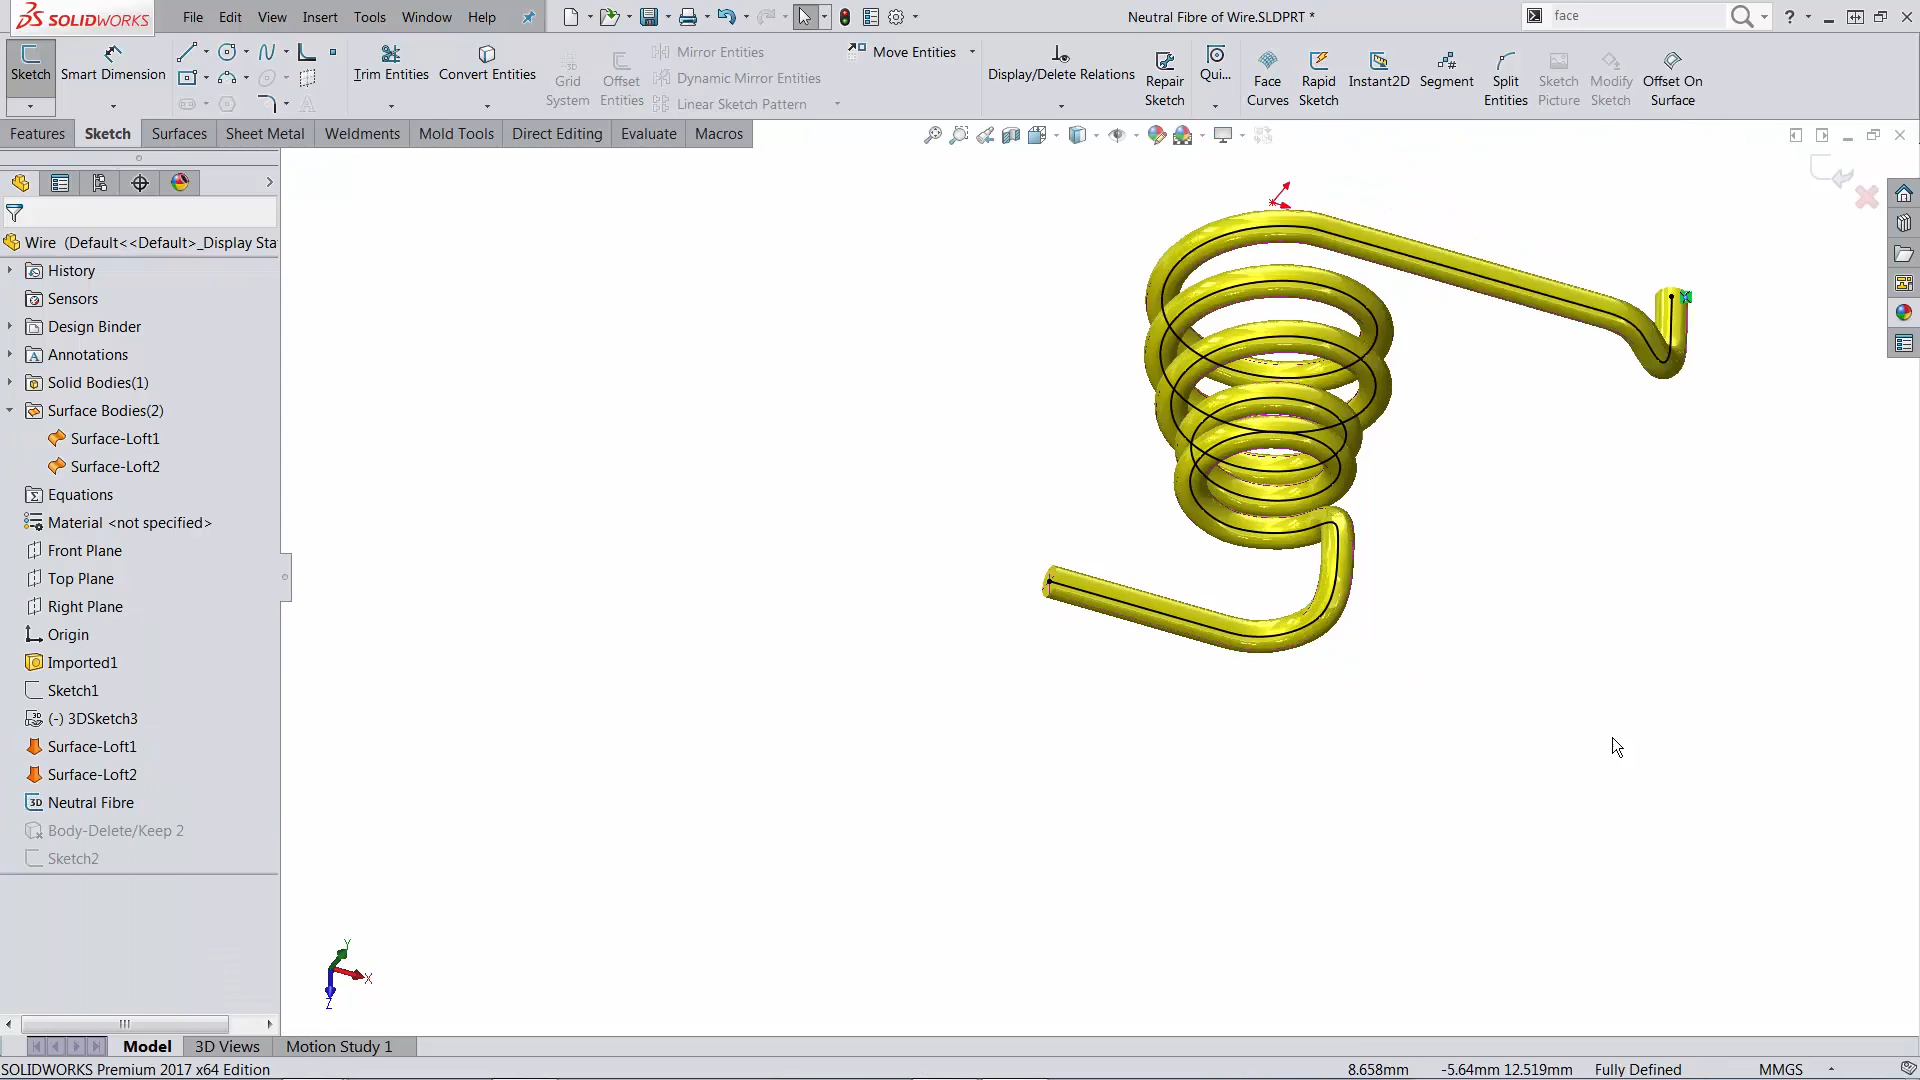 SOLIDWORKS File Edit View Insert Tools Window Help Neutral Fibre of Wire.SLDPRT * face ?
Sketch Smart Dimension Trim Entities Convert Entities Grid System Offset Entities Mirror Entities Dynamic Mirror Entities Linear Sketch Pattern Move Entities Display/Delete Relations Repair Sketch Qui... Face Curves Rapid Sketch Instant2D Segment Split Entities Sketch Picture Modify Sketch Offset On Surface
Features Sketch Surfaces Sheet Metal Weldments Mold Tools Direct Editing Evaluate Macros
Wire (Default<<Default>_Display Sta
History
Sensors
Design Binder
Annotations
Solid Bodies(1)
Surface Bodies(2)
Surface-Loft1
Surface-Loft2
Equations
Material <not specified>
Front Plane
Top Plane
Right Plane
Origin
Imported1
Sketch1
(-) 3DSketch3
Surface-Loft1
Surface-Loft2
3D Neutral Fibre
Body-Delete/Keep 2
Sketch2
Y
X
Z
Model 3D Views Motion Study 1
SOLIDWORKS Premium 2017 x64 Edition 8.658mm -5.64mm 12.519mm Fully Defined MMGS